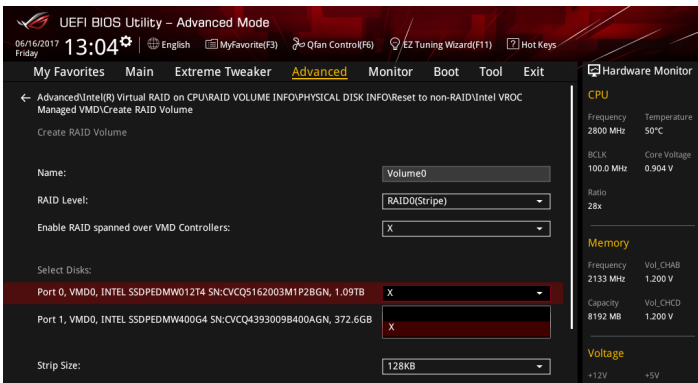 UEFI BIOS Utility – Advanced Mode
06/16/2017
Friday
13:04
English
MyFavorite(F3)
Qfan Control(F6)
EZ Tuning Wizard(F11)
? Hot Keys
My Favorites
Main
Extreme Tweaker
Advanced
Monitor
Boot
Tool
Exit
Hardware Monitor
← Advanced\Intel(R) Virtual RAID on CPU\RAID VOLUME INFO\PHYSICAL DISK INFO\Reset to non-RAID\Intel VROC
Managed VMD\Create RAID Volume
Create RAID Volume
Name:
Volume0
RAID Level:
RAID0(Stripe)
Enable RAID spanned over VMD Controllers:
X
Select Disks:
Port 0, VMD0, INTEL SSDPEDMW012T4 SN:CVCQ5162003M1P2BGN, 1.09TB
X
Port 1, VMD0, INTEL SSDPEDMW400G4 SN:CVCQ4393009B400AGN, 372.6GB
X
Strip Size:
128KB
CPU
Frequency Temperature
2800 MHz 50°C
BCLK Core Voltage
100.0 MHz 0.904 V
Ratio
28x
Memory
Frequency Vol_CHAB
2133 MHz 1.200 V
Capacity Vol_CHCD
8192 MB 1.200 V
Voltage
+12V +5V